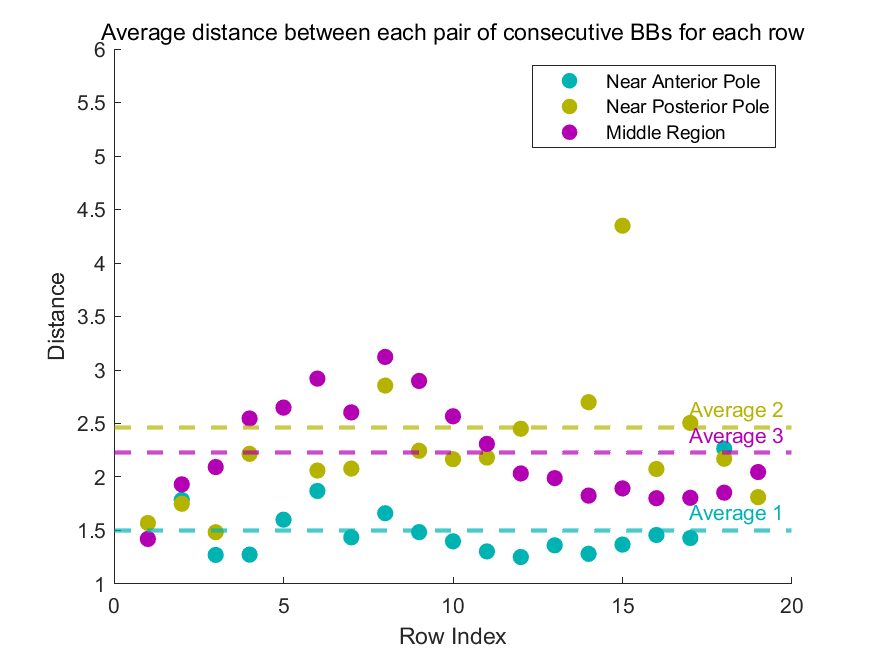 Average distance between each pair of consecutive BBs for each row
6
5.5
5
4.5
4
3.5
3
2.5
2
1.5
1
Distance
Near Anterior Pole
Near Posterior Pole
Middle Region
Average 2
Average 3
Average 1
0
5
10
15
20
Row Index